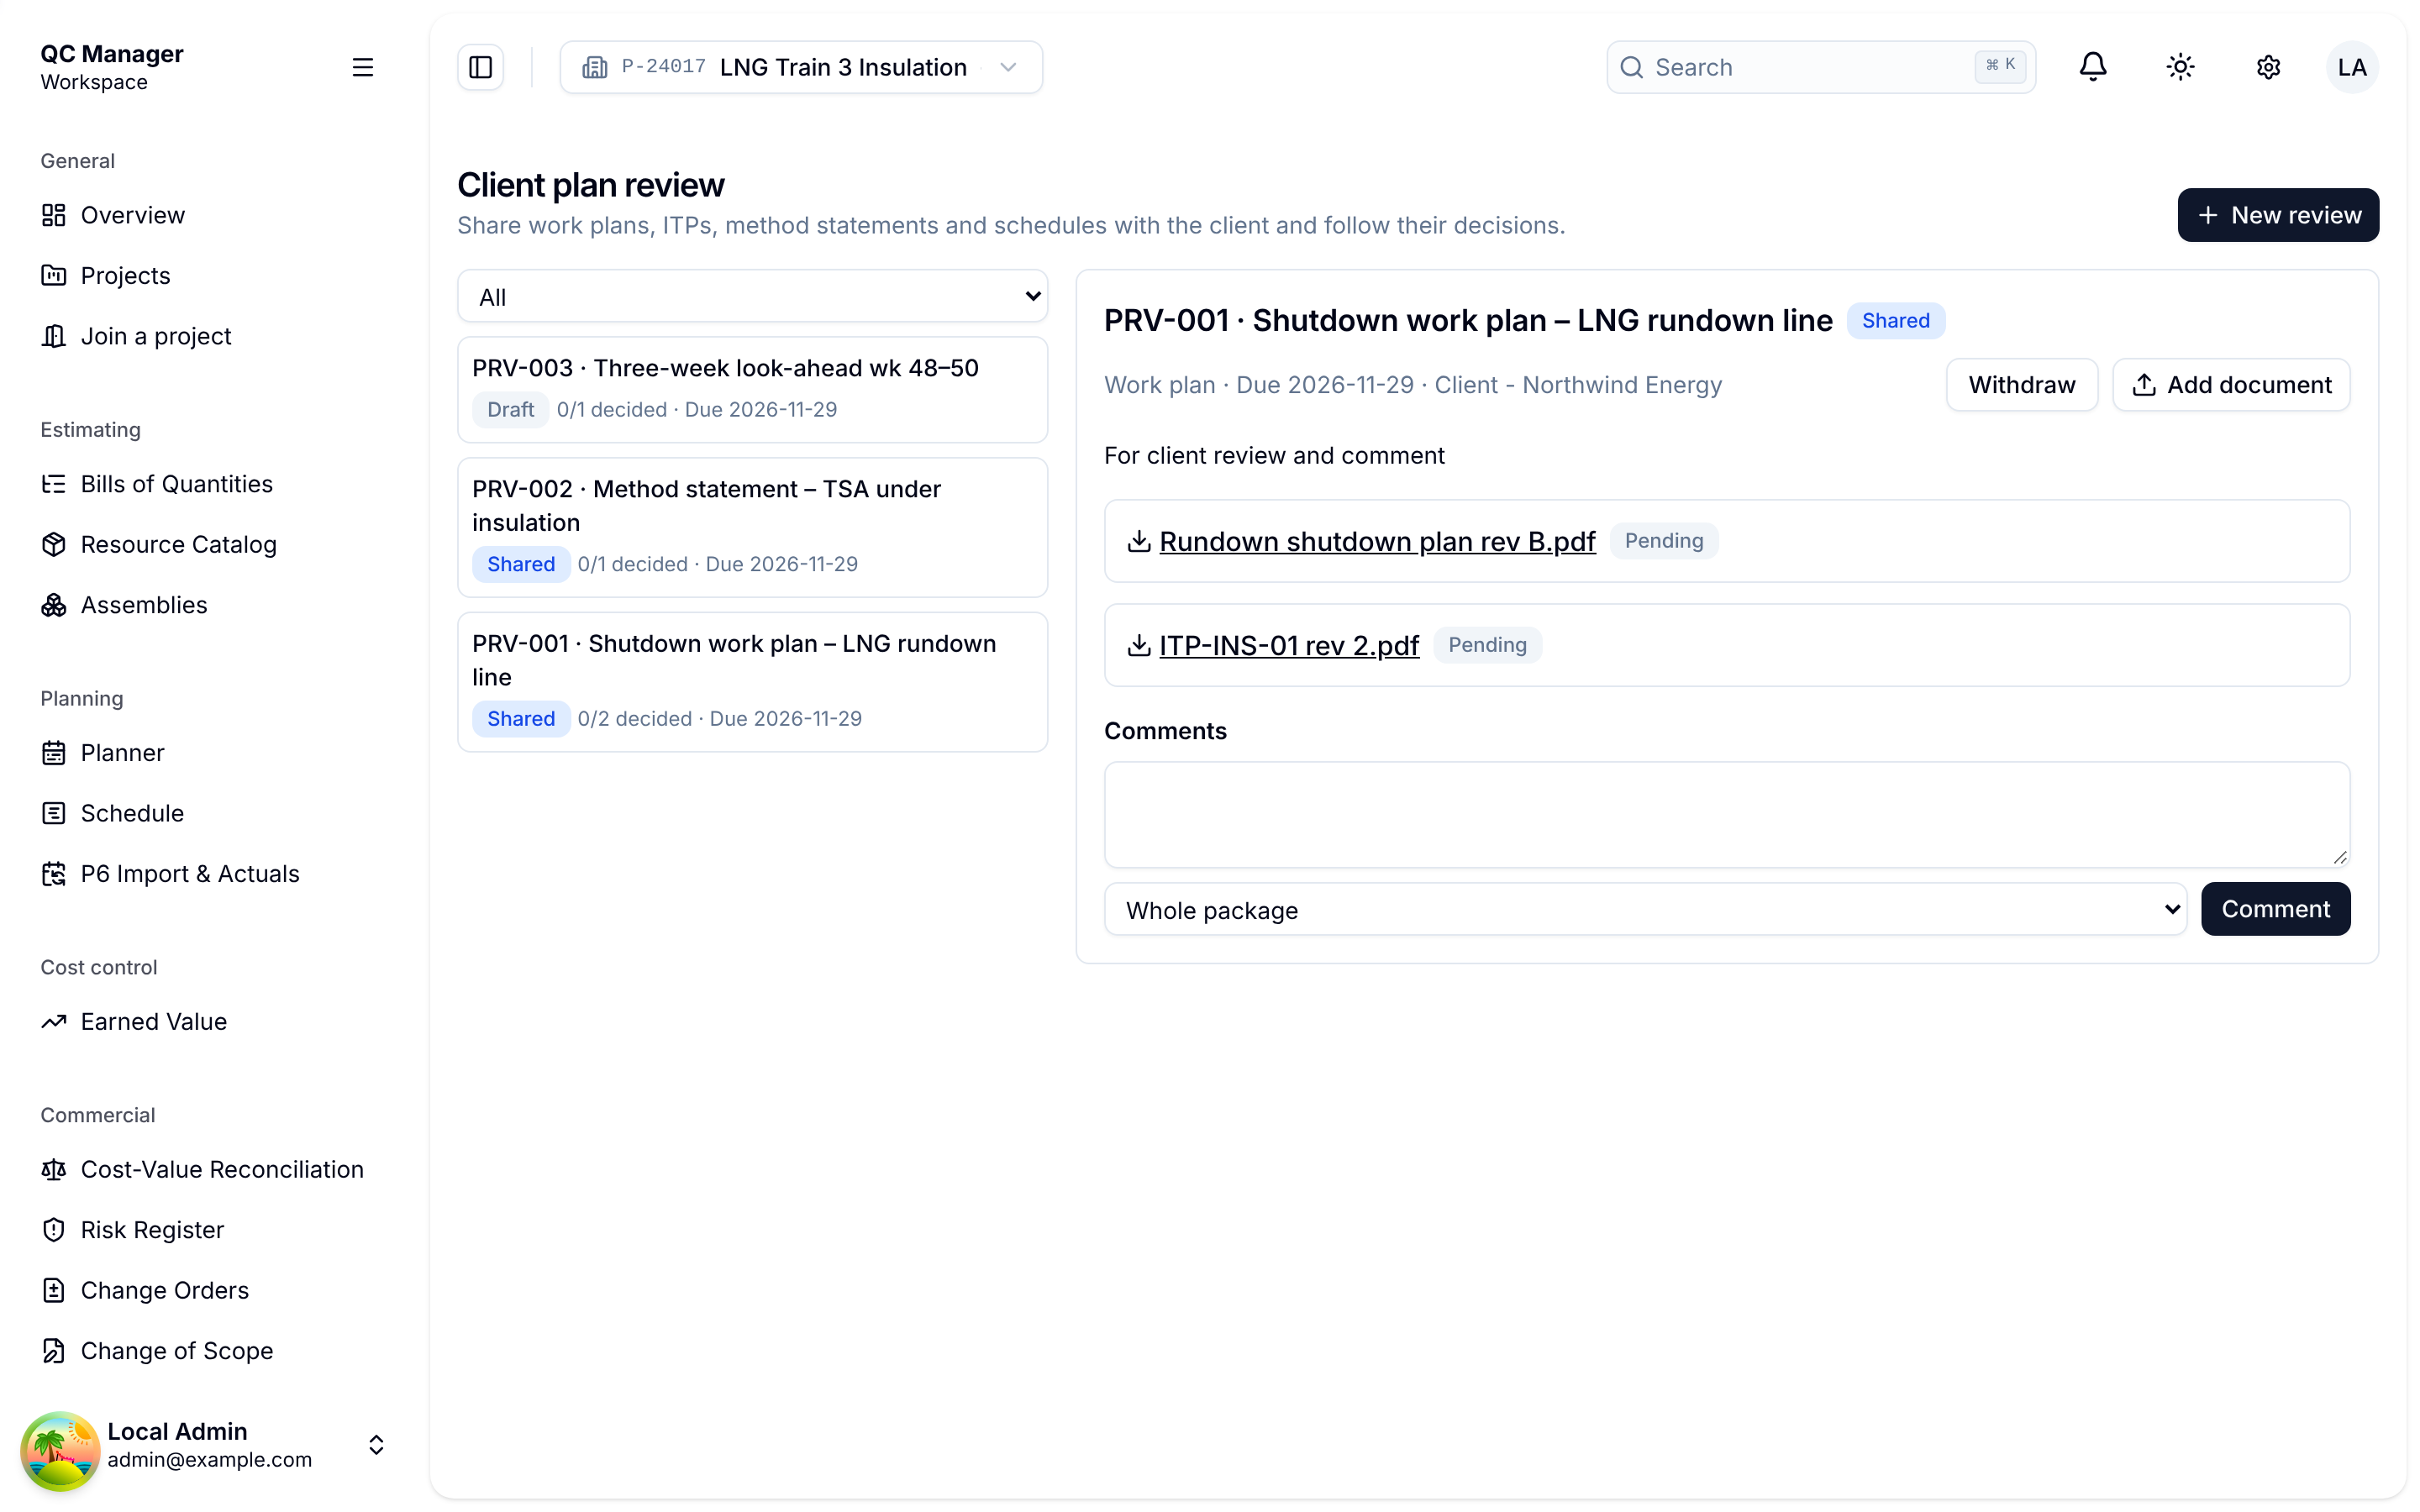 QC Manager
Workspace
General
Overview
Projects
Join a project
Estimating
Bills of Quantities
Resource Catalog
Assemblies
Planning
Planner
Schedule
P6 Import & Actuals
Cost control
Earned Value
Commercial
Cost-Value Reconciliation
Risk Register
Change Orders
Change of Scope
Local Admin
admin@example.com
P-24017 LNG Train 3 Insulation
Search ⌘ K
LA
Client plan review
Share work plans, ITPs, method statements and schedules with the client and follow their decisions.
New review
All
PRV-003 · Three-week look-ahead wk 48–50
Draft 0/1 decided · Due 2026-11-29
PRV-002 · Method statement – TSA under
insulation
Shared 0/1 decided · Due 2026-11-29
PRV-001 · Shutdown work plan – LNG rundown
line
Shared 0/2 decided · Due 2026-11-29
PRV-001 · Shutdown work plan – LNG rundown line Shared
Work plan · Due 2026-11-29 · Client - Northwind Energy
Withdraw
Add document
For client review and comment
Rundown shutdown plan rev B.pdf Pending
ITP-INS-01 rev 2.pdf Pending
Comments
Whole package
Comment